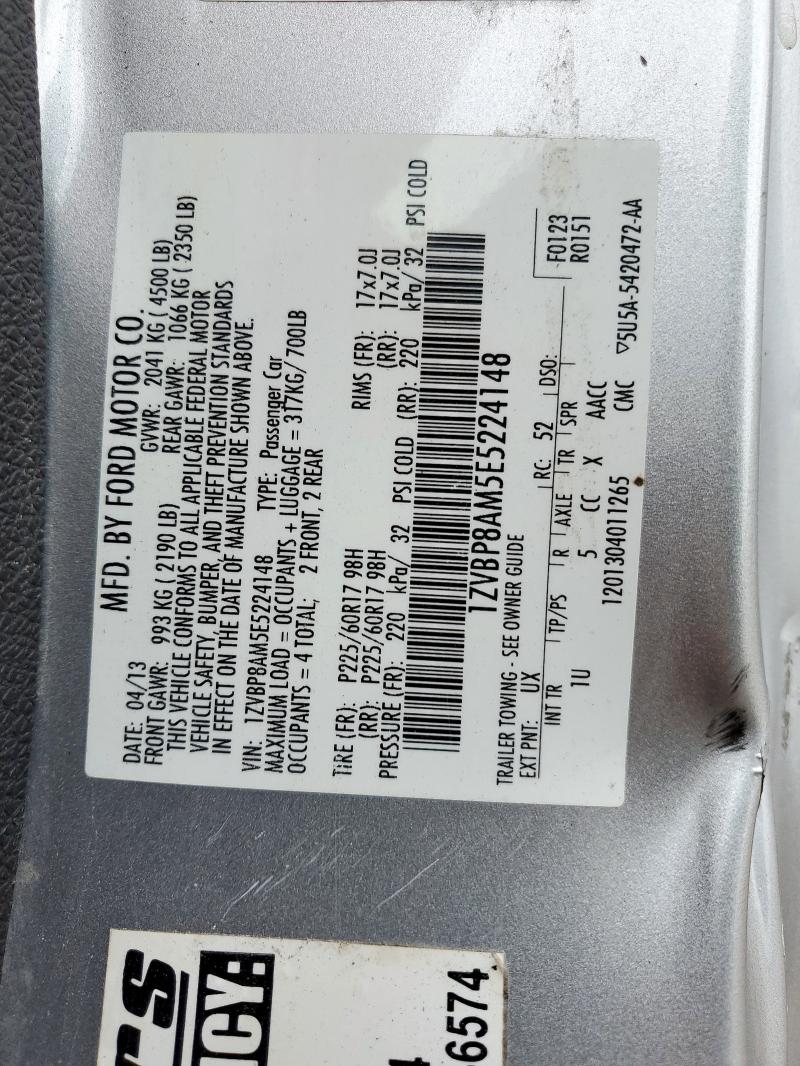 MFD. BY FORD MOTOR CO.
DATE: 04/13 GVWR: 2041 KG ( 4500 LB)
FRONT GAWR: 993 KG ( 2190 LB) REAR GAWR: 1066 KG ( 2350 LB)
THIS VEHICLE CONFORMS TO ALL APPLICABLE FEDERAL MOTOR
VEHICLE SAFETY, BUMPER, AND THEFT PREVENTION STANDARDS
IN EFFECT ON THE DATE OF MANUFACTURE SHOWN ABOVE.
VIN: 1ZVBP8AM5E5224148 TYPE: Passenger Car
MAXIMUM LOAD = OCCUPANTS + LUGGAGE = 317KG/700LB
OCCUPANTS = 4 TOTAL; 2 FRONT, 2 REAR
TIRE (FR): P225/60R17 98H RIMS (FR): 17x7.0J
(RR): P225/60R17 98H (RR): 17x7.0J
PRESSURE (FR): 220 kPa/ 32 PSI COLD (RR): 220 kPa/ 32 PSI COLD
1ZVBP8AM5E5224148
TRAILER TOWING - SEE OWNER GUIDE
EXT PNT: UX RC: 52 DSO: F0123
R0151
INT TR TP/PS R AXLE TR SPR
1U 5 CC X AACC
1201304011265 CMC ▽5U5A-5420472-AA
rs
NCY.
4
6574